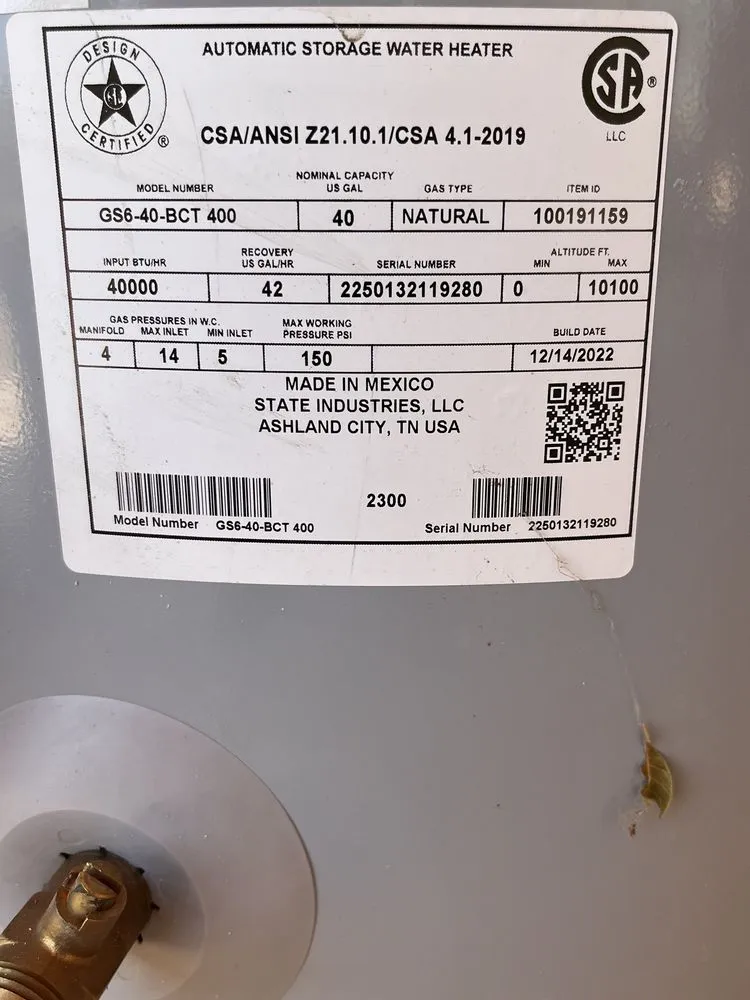 DESIGN
CERTIFIED ®
AUTOMATIC STORAGE WATER HEATER
SA ®
LLC
CSA/ANSI Z21.10.1/CSA 4.1-2019
MODEL NUMBER
NOMINAL CAPACITY
US GAL
GAS TYPE
ITEM ID
GS6-40-BCT 400
40
NATURAL
100191159
INPUT BTU/HR
RECOVERY
US GAL/HR
SERIAL NUMBER
ALTITUDE FT.
MIN MAX
40000
42
2250132119280
0
10100
GAS PRESSURES IN W.C.
MANIFOLD MAX INLET MIN INLET
MAX WORKING
PRESSURE PSI
BUILD DATE
4
14
5
150
12/14/2022
MADE IN MEXICO
STATE INDUSTRIES, LLC
ASHLAND CITY, TN USA
2300
Model Number GS6-40-BCT 400
Serial Number 2250132119280